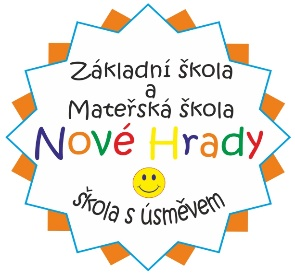 Základní škola
a
Mateřská škola
Nové Hrady
škola s úsměvem